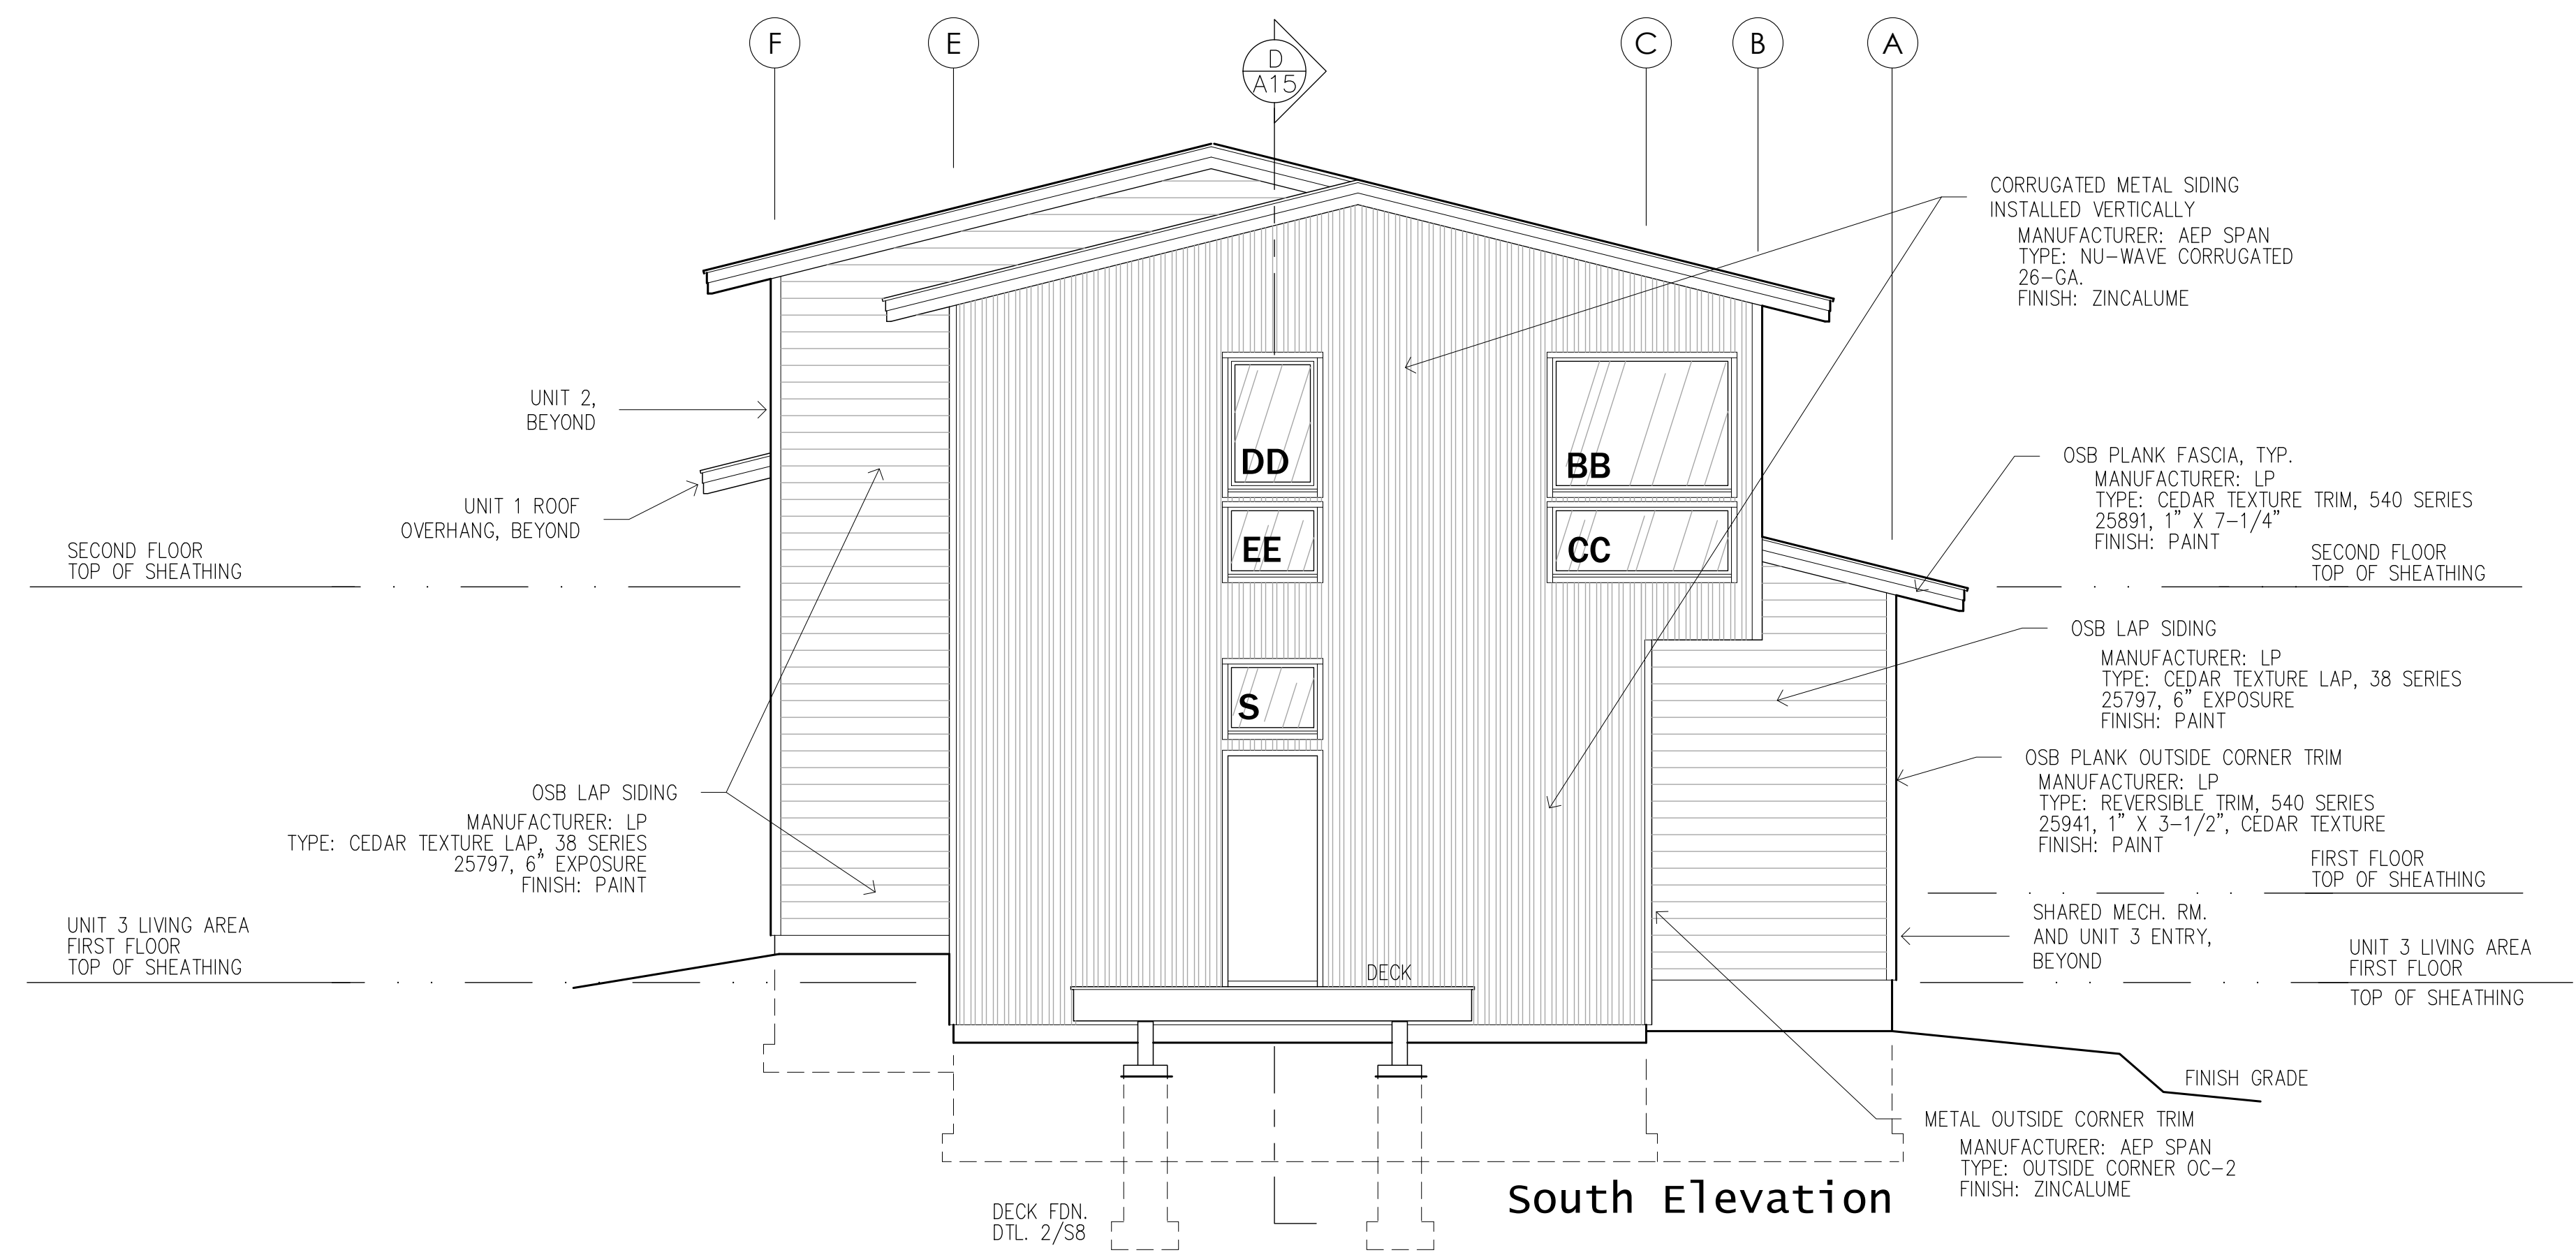 F
E
D
A15
C
B
A
CORRUGATED METAL SIDING
INSTALLED VERTICALLY
MANUFACTURER: AEP SPAN
TYPE: NU-WAVE CORRUGATED
26-GA.
FINISH: ZINCALUME
UNIT 2,
BEYOND
UNIT 1 ROOF
OVERHANG, BEYOND
SECOND FLOOR
TOP OF SHEATHING
DD
BB
EE
CC
S
OSB PLANK FASCIA, TYP.
MANUFACTURER: LP
TYPE: CEDAR TEXTURE TRIM, 540 SERIES
25891, 1” X 7-1/4”
FINISH: PAINT
SECOND FLOOR
TOP OF SHEATHING
OSB LAP SIDING
MANUFACTURER: LP
TYPE: CEDAR TEXTURE LAP, 38 SERIES
25797, 6” EXPOSURE
FINISH: PAINT
OSB PLANK OUTSIDE CORNER TRIM
MANUFACTURER: LP
TYPE: REVERSIBLE TRIM, 540 SERIES
25941, 1” X 3-1/2”, CEDAR TEXTURE
FINISH: PAINT
OSB LAP SIDING
MANUFACTURER: LP
TYPE: CEDAR TEXTURE LAP, 38 SERIES
25797, 6” EXPOSURE
FINISH: PAINT
FIRST FLOOR
TOP OF SHEATHING
UNIT 3 LIVING AREA
FIRST FLOOR
TOP OF SHEATHING
SHARED MECH. RM.
AND UNIT 3 ENTRY,
BEYOND
UNIT 3 LIVING AREA
FIRST FLOOR
TOP OF SHEATHING
DECK
FINISH GRADE
METAL OUTSIDE CORNER TRIM
MANUFACTURER: AEP SPAN
TYPE: OUTSIDE CORNER OC-2
FINISH: ZINCALUME
DECK FDN.
DTL. 2/S8
South Elevation